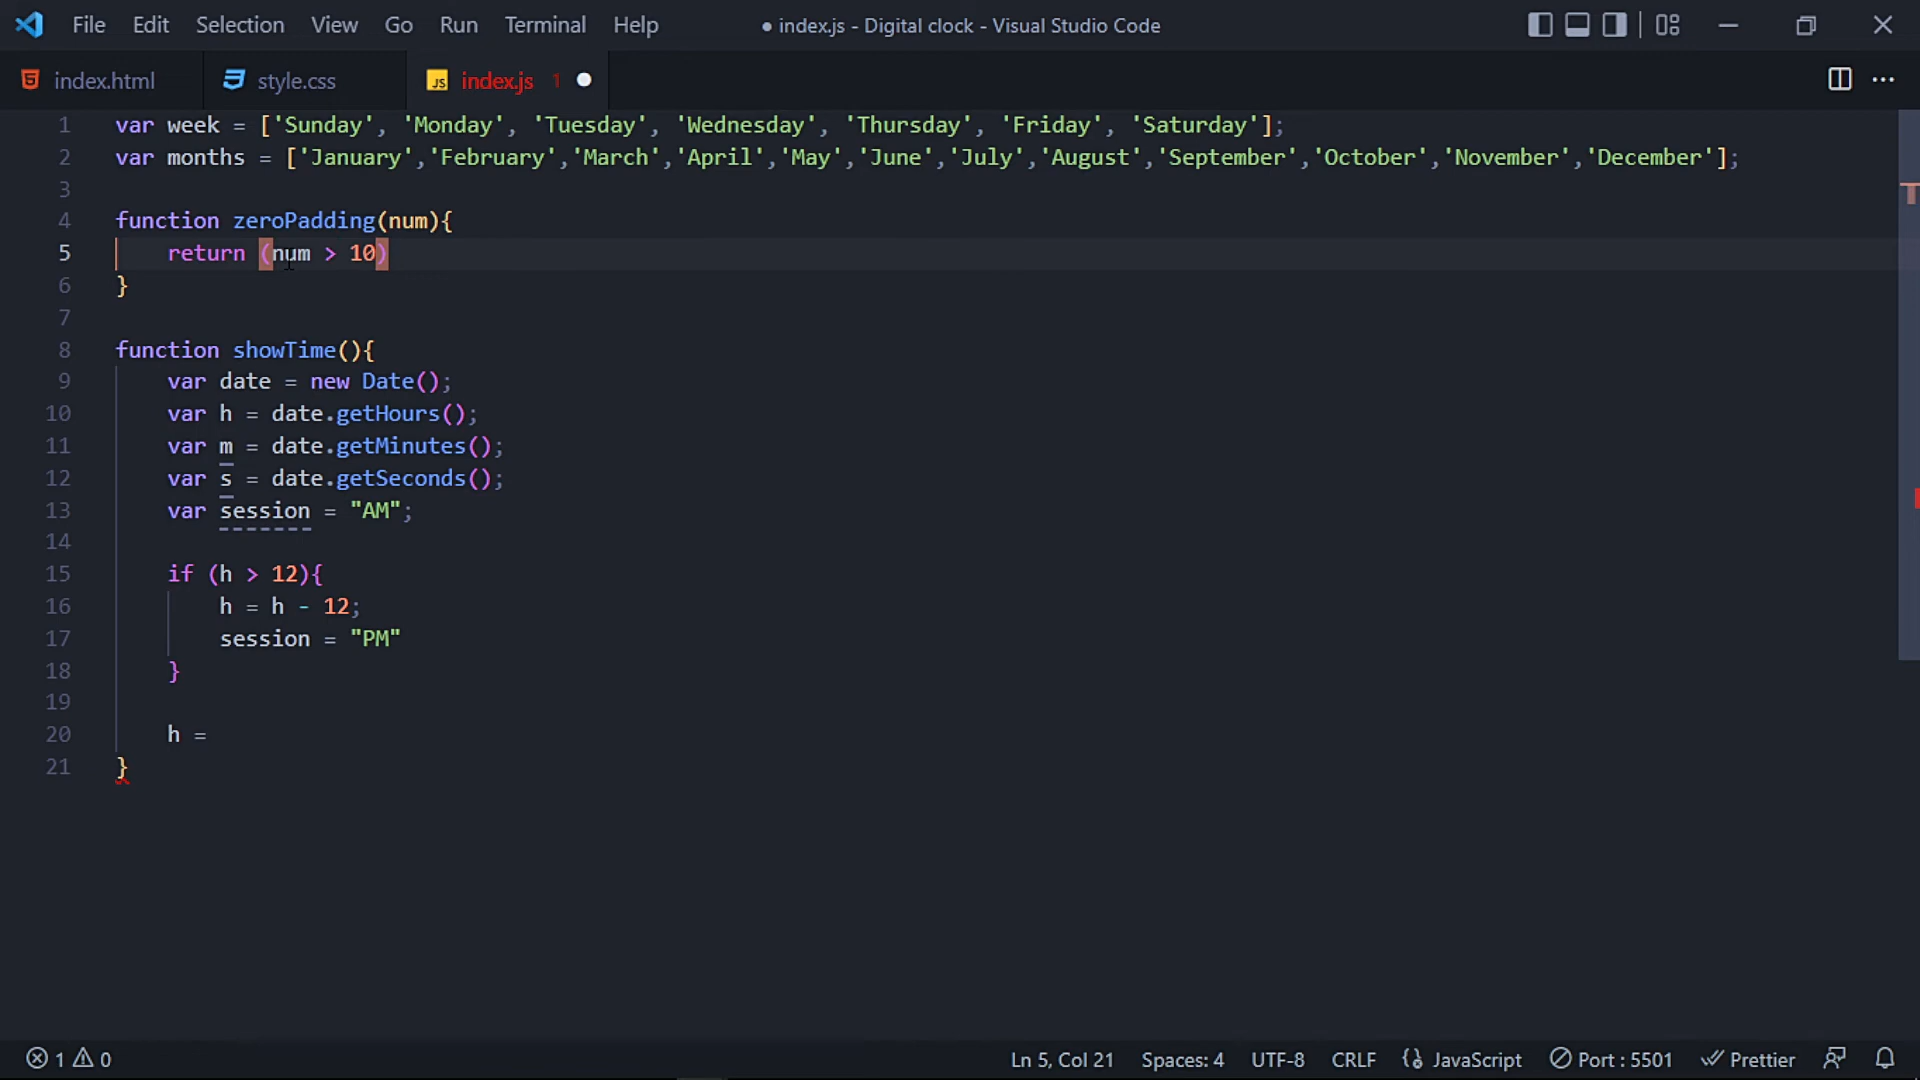 File Edit Selection View Go Run Terminal Help ● index.js - Digital clock - Visual Studio Code
index.html style.css JS index.js 1
1 var week = ['Sunday', 'Monday', 'Tuesday', 'Wednesday', 'Thursday', 'Friday', 'Saturday'];
2 var months = ['January','February','March','April','May','June','July','August','September','October','November','December'];
3
4 function zeroPadding(num){
5 return (num > 10)
6 }
7
8 function showTime(){
9 var date = new Date();
10 var h = date.getHours();
11 var m = date.getMinutes();
12 var s = date.getSeconds();
13 var session = "AM";
14
15 if (h > 12){
16 h = h - 12;
17 session = "PM"
18 }
19
20 h =
21 }
1 0 Ln 5, Col 21 Spaces: 4 UTF-8 CRLF JavaScript Port : 5501 Prettier